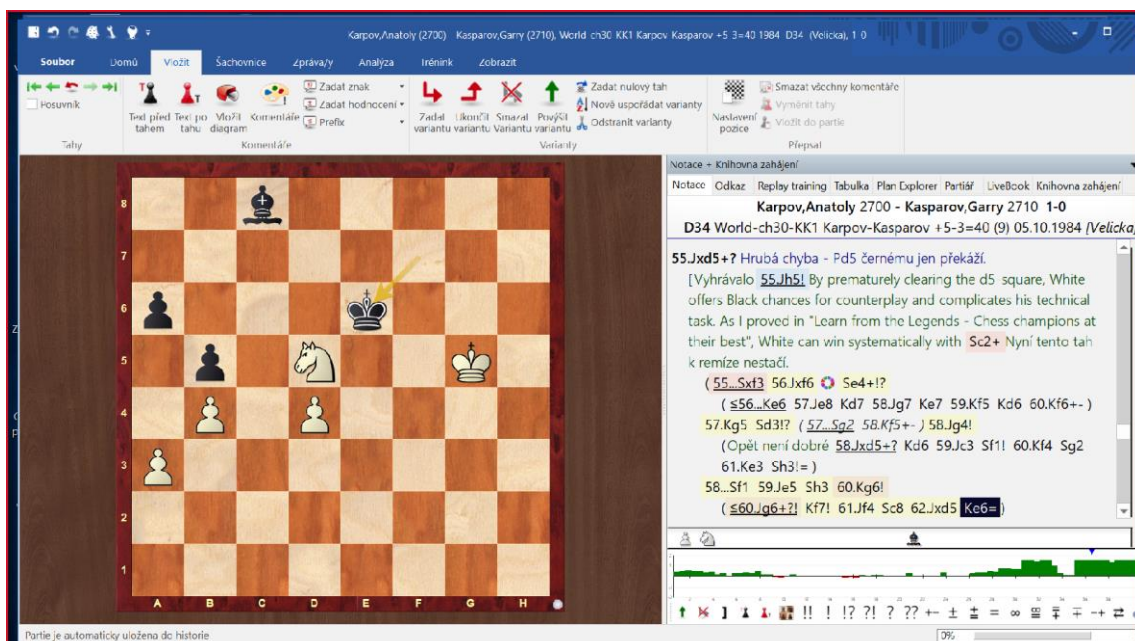 Karpov,Anatoly (2700) Kasparov,Garry (2710), World ch30 KK1 Karpov Kasparov +5 3=40 1984 D34 (Velicka), 1 0
Soubor Domů Vložit Šachovnice Zpráva/y Analýza Trénink Zobrazit
Posuvník
Tahy
Text před tahem
Text po tahu
Vložit diagram
Komentáře
Zadat znak
Zadat hodnocení
Prefix
Komentáře
Zadat variantu
Ukončit variantu
Smazat Variantu
Povýšit variantu
Zadat nulový tah
Nově uspořádat varianty
Odstranit varianty
Varianty
Nastavení pozice
Smazat všechny komentáře
Vyměnit tahy
Vložit do partie
Přepsat
8
7
6
5
4
3
2
1
A B C D E F G H
Notace + Knihovna zahájení
Notace Odkaz Replay training Tabulka Plan Explorer Partiář LiveBook Knihovna zahájení
Karpov,Anatoly 2700 - Kasparov,Garry 2710 1-0
D34 World-ch30-KK1 Karpov-Kasparov +5-3=40 (9) 05.10.1984 (Velicka)
55.Jxd5+? Hrubá chyba - Pd5 černému jen překáží.
[Vyhrávalo 55.Jh5! By prematurely clearing the d5 square, White
offers Black chances for counterplay and complicates his technical
task. As I proved in "Learn from the Legends - Chess champions at
their best", White can win systematically with Sc2+ Nyní tento tah
k remíze nestačí.
( 55...Sxf3 56.Jxf6 Se4+!?
( ≤56...Ke6 57.Je8 Kd7 58.Jg7 Ke7 59.Kf5 Kd6 60.Kf6+- )
57.Kg5 Sd3!? ( 57...Sg2 58.Kf5+- ) 58.Jg4!
(Opět není dobré 58.Jxd5+? Kd6 59.Jc3 Sf1! 60.Kf4 Sg2
61.Ke3 Sh3!= )
58...Sf1 59.Je5 Sh3 60.Kg6!
( ≤60.Jg6+?! Kf7! 61.Jf4 Sc8 62.Jxd5 Ke6= )
!! ! !? ?! ? ?? +- ± ⩲ = ∞ ⩱ ∓ -+
Partie je automaticky uložena do historie
0%